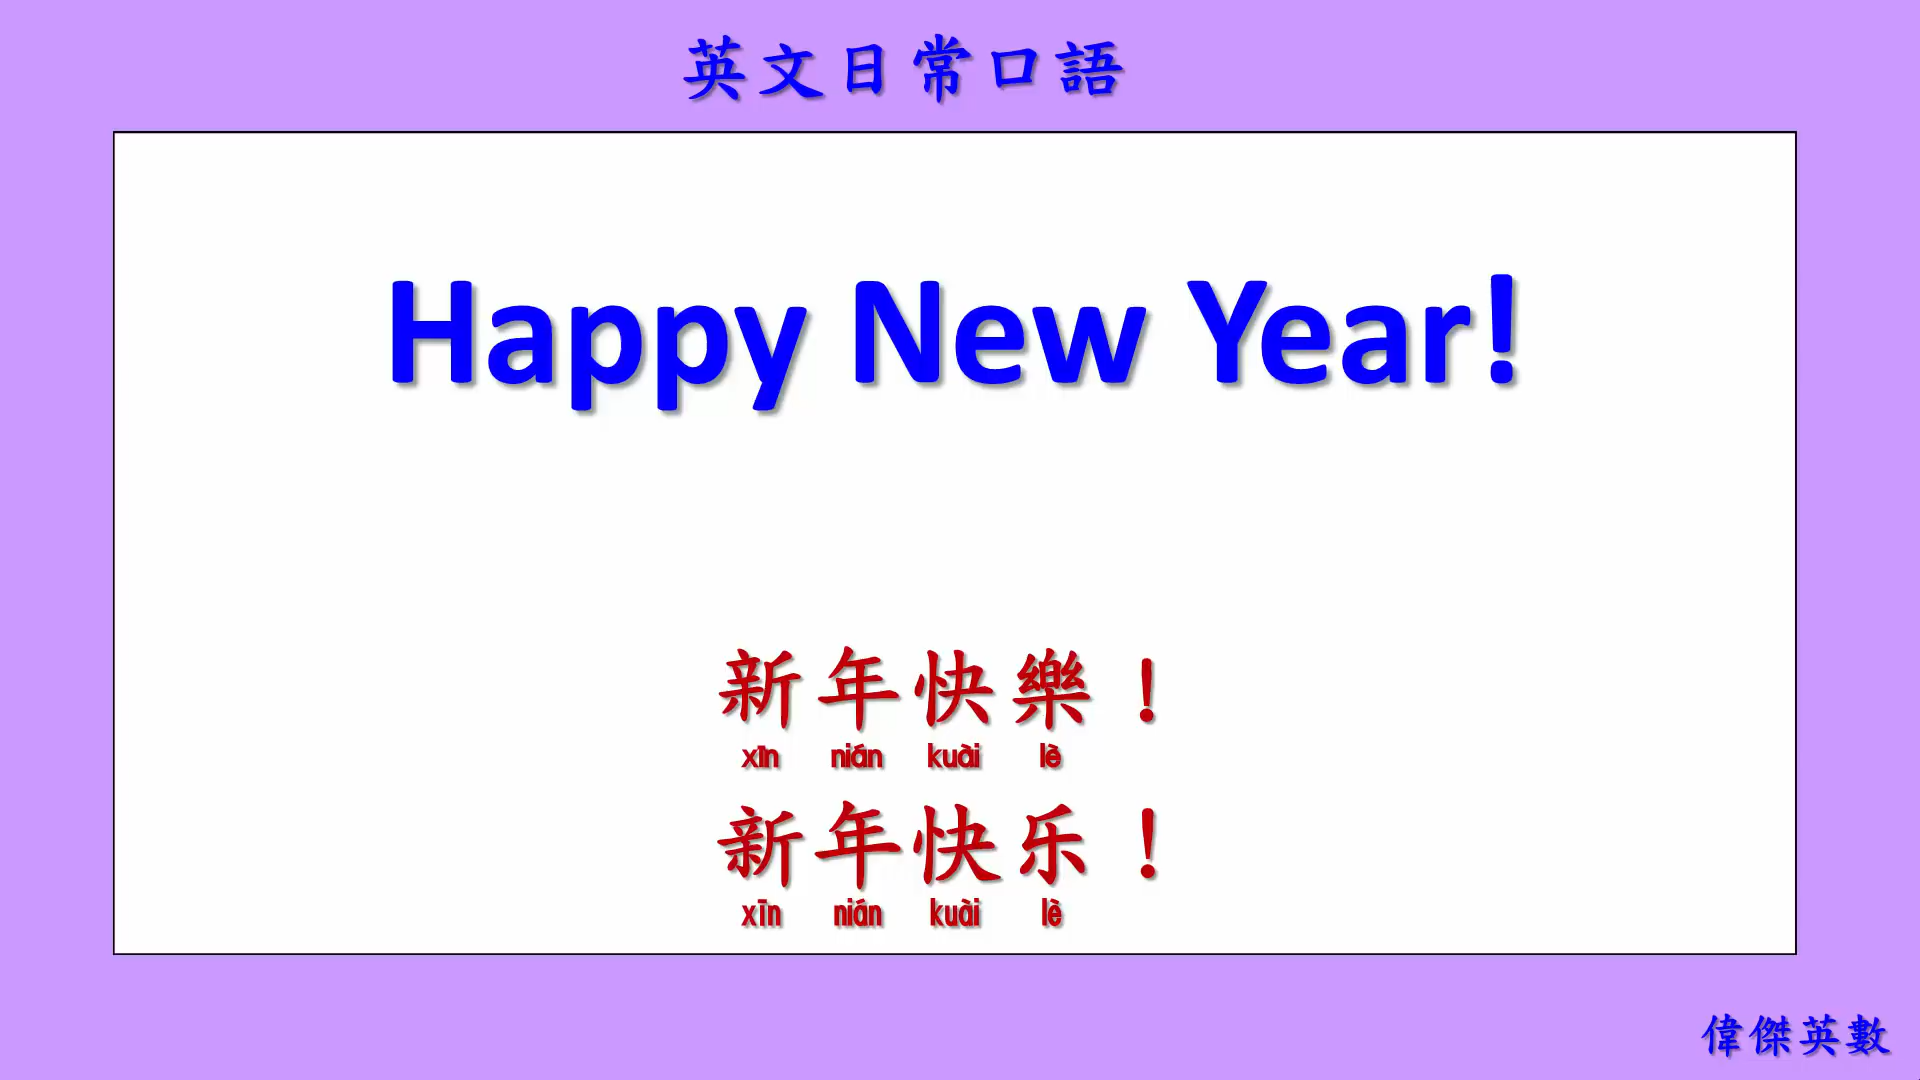 英文日常口語
Happy New Year!
新年快樂！
xīn nián kuài lè
新年快乐！
xīn nián kuài lè
偉傑英數